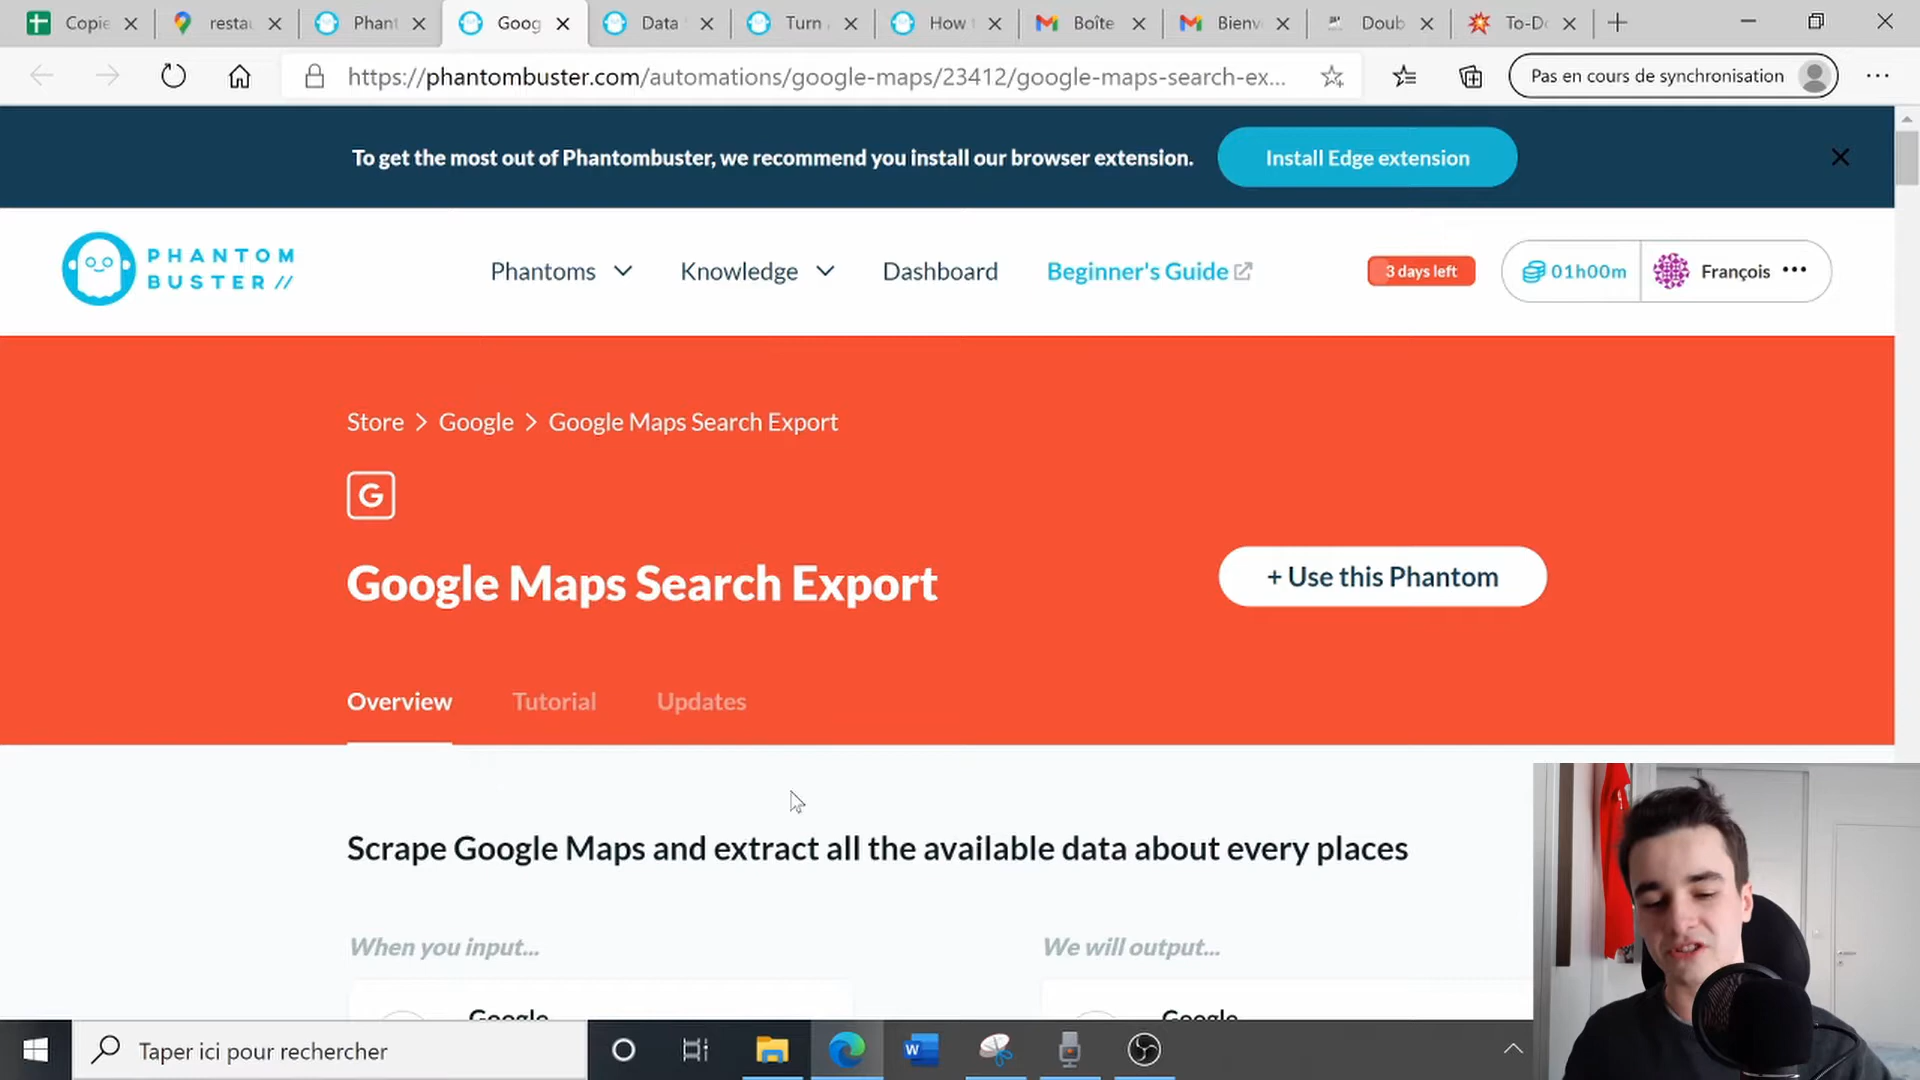 Copie
resta
Phant
Goog
Data
Turn
How
Boîte
Bienv
Doub
To-D
https://phantombuster.com/automations/google-maps/23412/google-maps-search-ex...
Pas en cours de synchronisation
To get the most out of Phantombuster, we recommend you install our browser extension.
Install Edge extension
PHANTOM
BUSTER //
Phantoms
Knowledge
Dashboard
Beginner's Guide
3 days left
01h00m
François
Store > Google > Google Maps Search Export
G
Google Maps Search Export
+ Use this Phantom
Overview
Tutorial
Updates
Scrape Google Maps and extract all the available data about every places
When you input...
We will output...
Google
Google
Taper ici pour rechercher
W